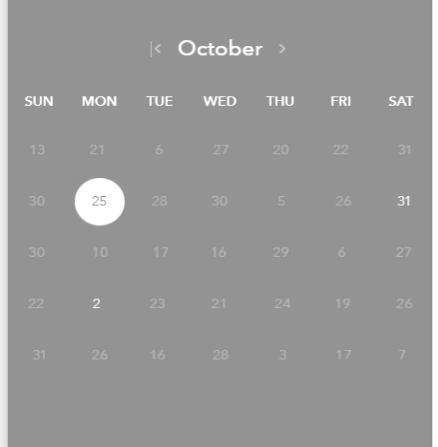 |< October >
SUN MON TUE WED THU FRI SAT
13 21 6 27 20 22 31
30 25 28 30 5 26 31
30 10 17 16 29 6 27
22 2 23 21 24 19 26
31 26 16 28 3 17 7